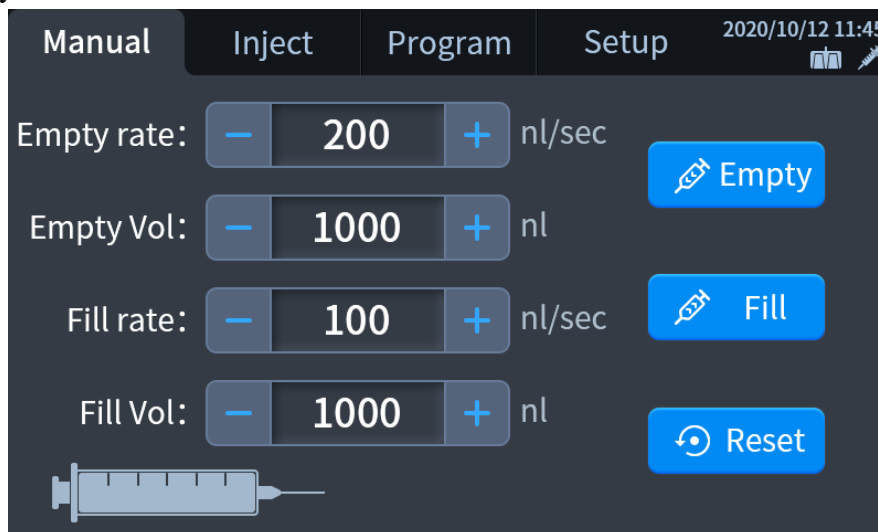 Manual Inject Program Setup 2020/10/12 11:45
Empty rate: − 200 + nl/sec
Empty
Empty Vol: − 1000 + nl
Fill rate: − 100 + nl/sec
Fill
Fill Vol: − 1000 + nl
Reset